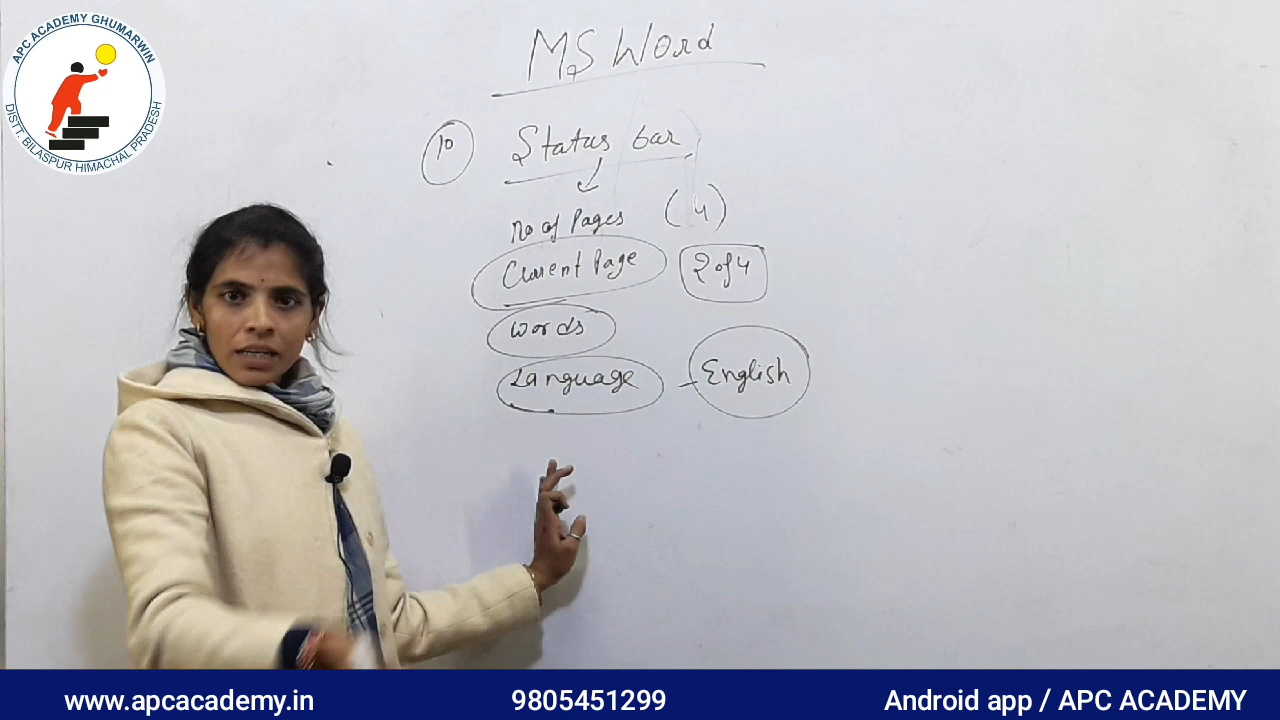 APC ACADEMY GHUMARWIN
DISTT. BILASPUR HIMACHAL PRADESH
MS Word
10 Status bar
No of Pages (4)
Current Page 2 of 4
Words
Language - English
www.apcacademy.in 9805451299 Android app / APC ACADEMY